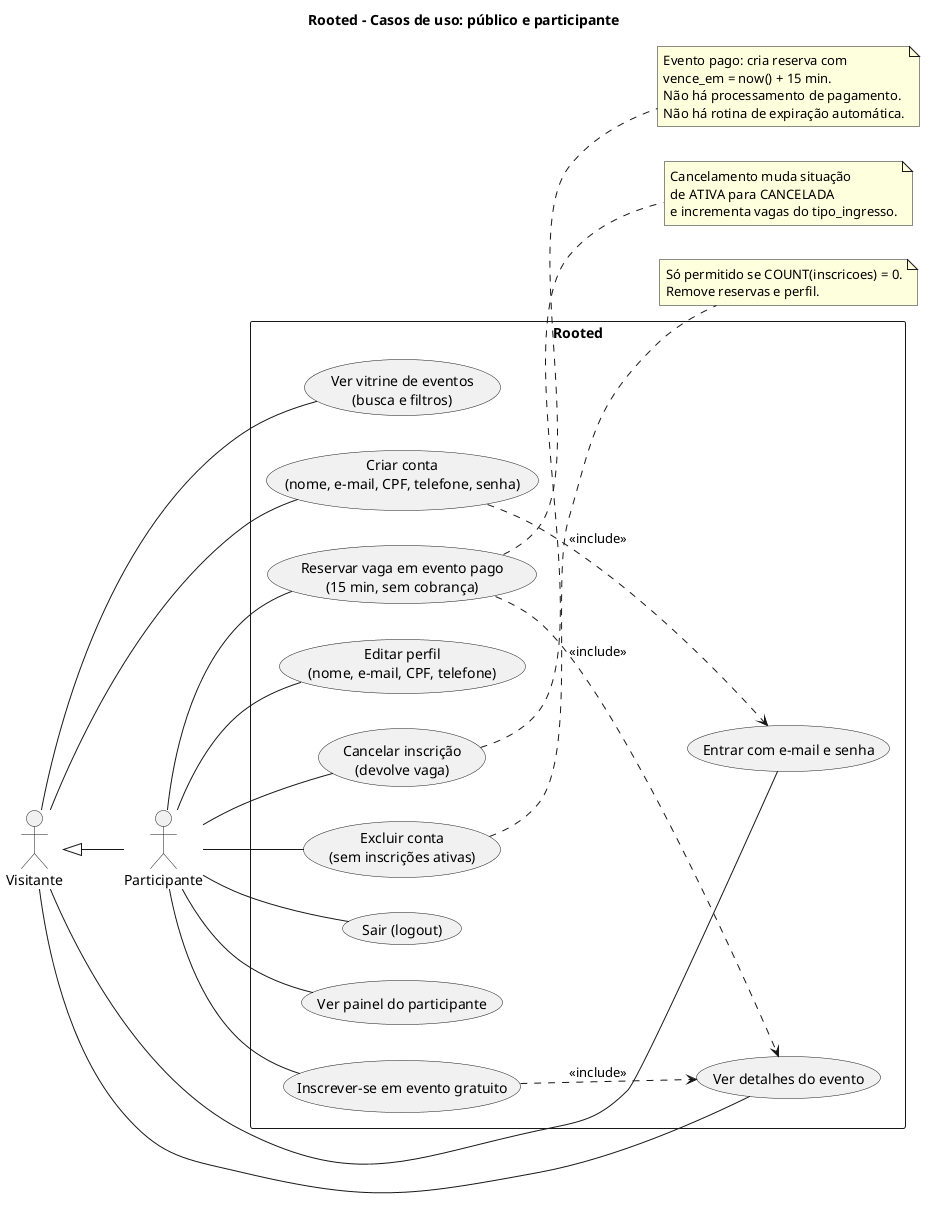 Rooted - Casos de uso: público e participante
Evento pago: cria reserva com
vence_em = now() + 15 min.
Não há processamento de pagamento.
Não há rotina de expiração automática.
Cancelamento muda situação
de ATIVA para CANCELADA
e incrementa vagas do tipo_ingresso.
Só permitido se COUNT(inscricoes) = 0.
Remove reservas e perfil.
Rooted
Ver vitrine de eventos
(busca e filtros)
Criar conta
(nome, e-mail, CPF, telefone, senha)
«include»
Reservar vaga em evento pago
(15 min, sem cobrança)
«include»
Editar perfil
(nome, e-mail, CPF, telefone)
Entrar com e-mail e senha
Cancelar inscrição
(devolve vaga)
Excluir conta
(sem inscrições ativas)
Visitante
Participante
Sair (logout)
Ver painel do participante
Inscrever-se em evento gratuito
«include»
Ver detalhes do evento